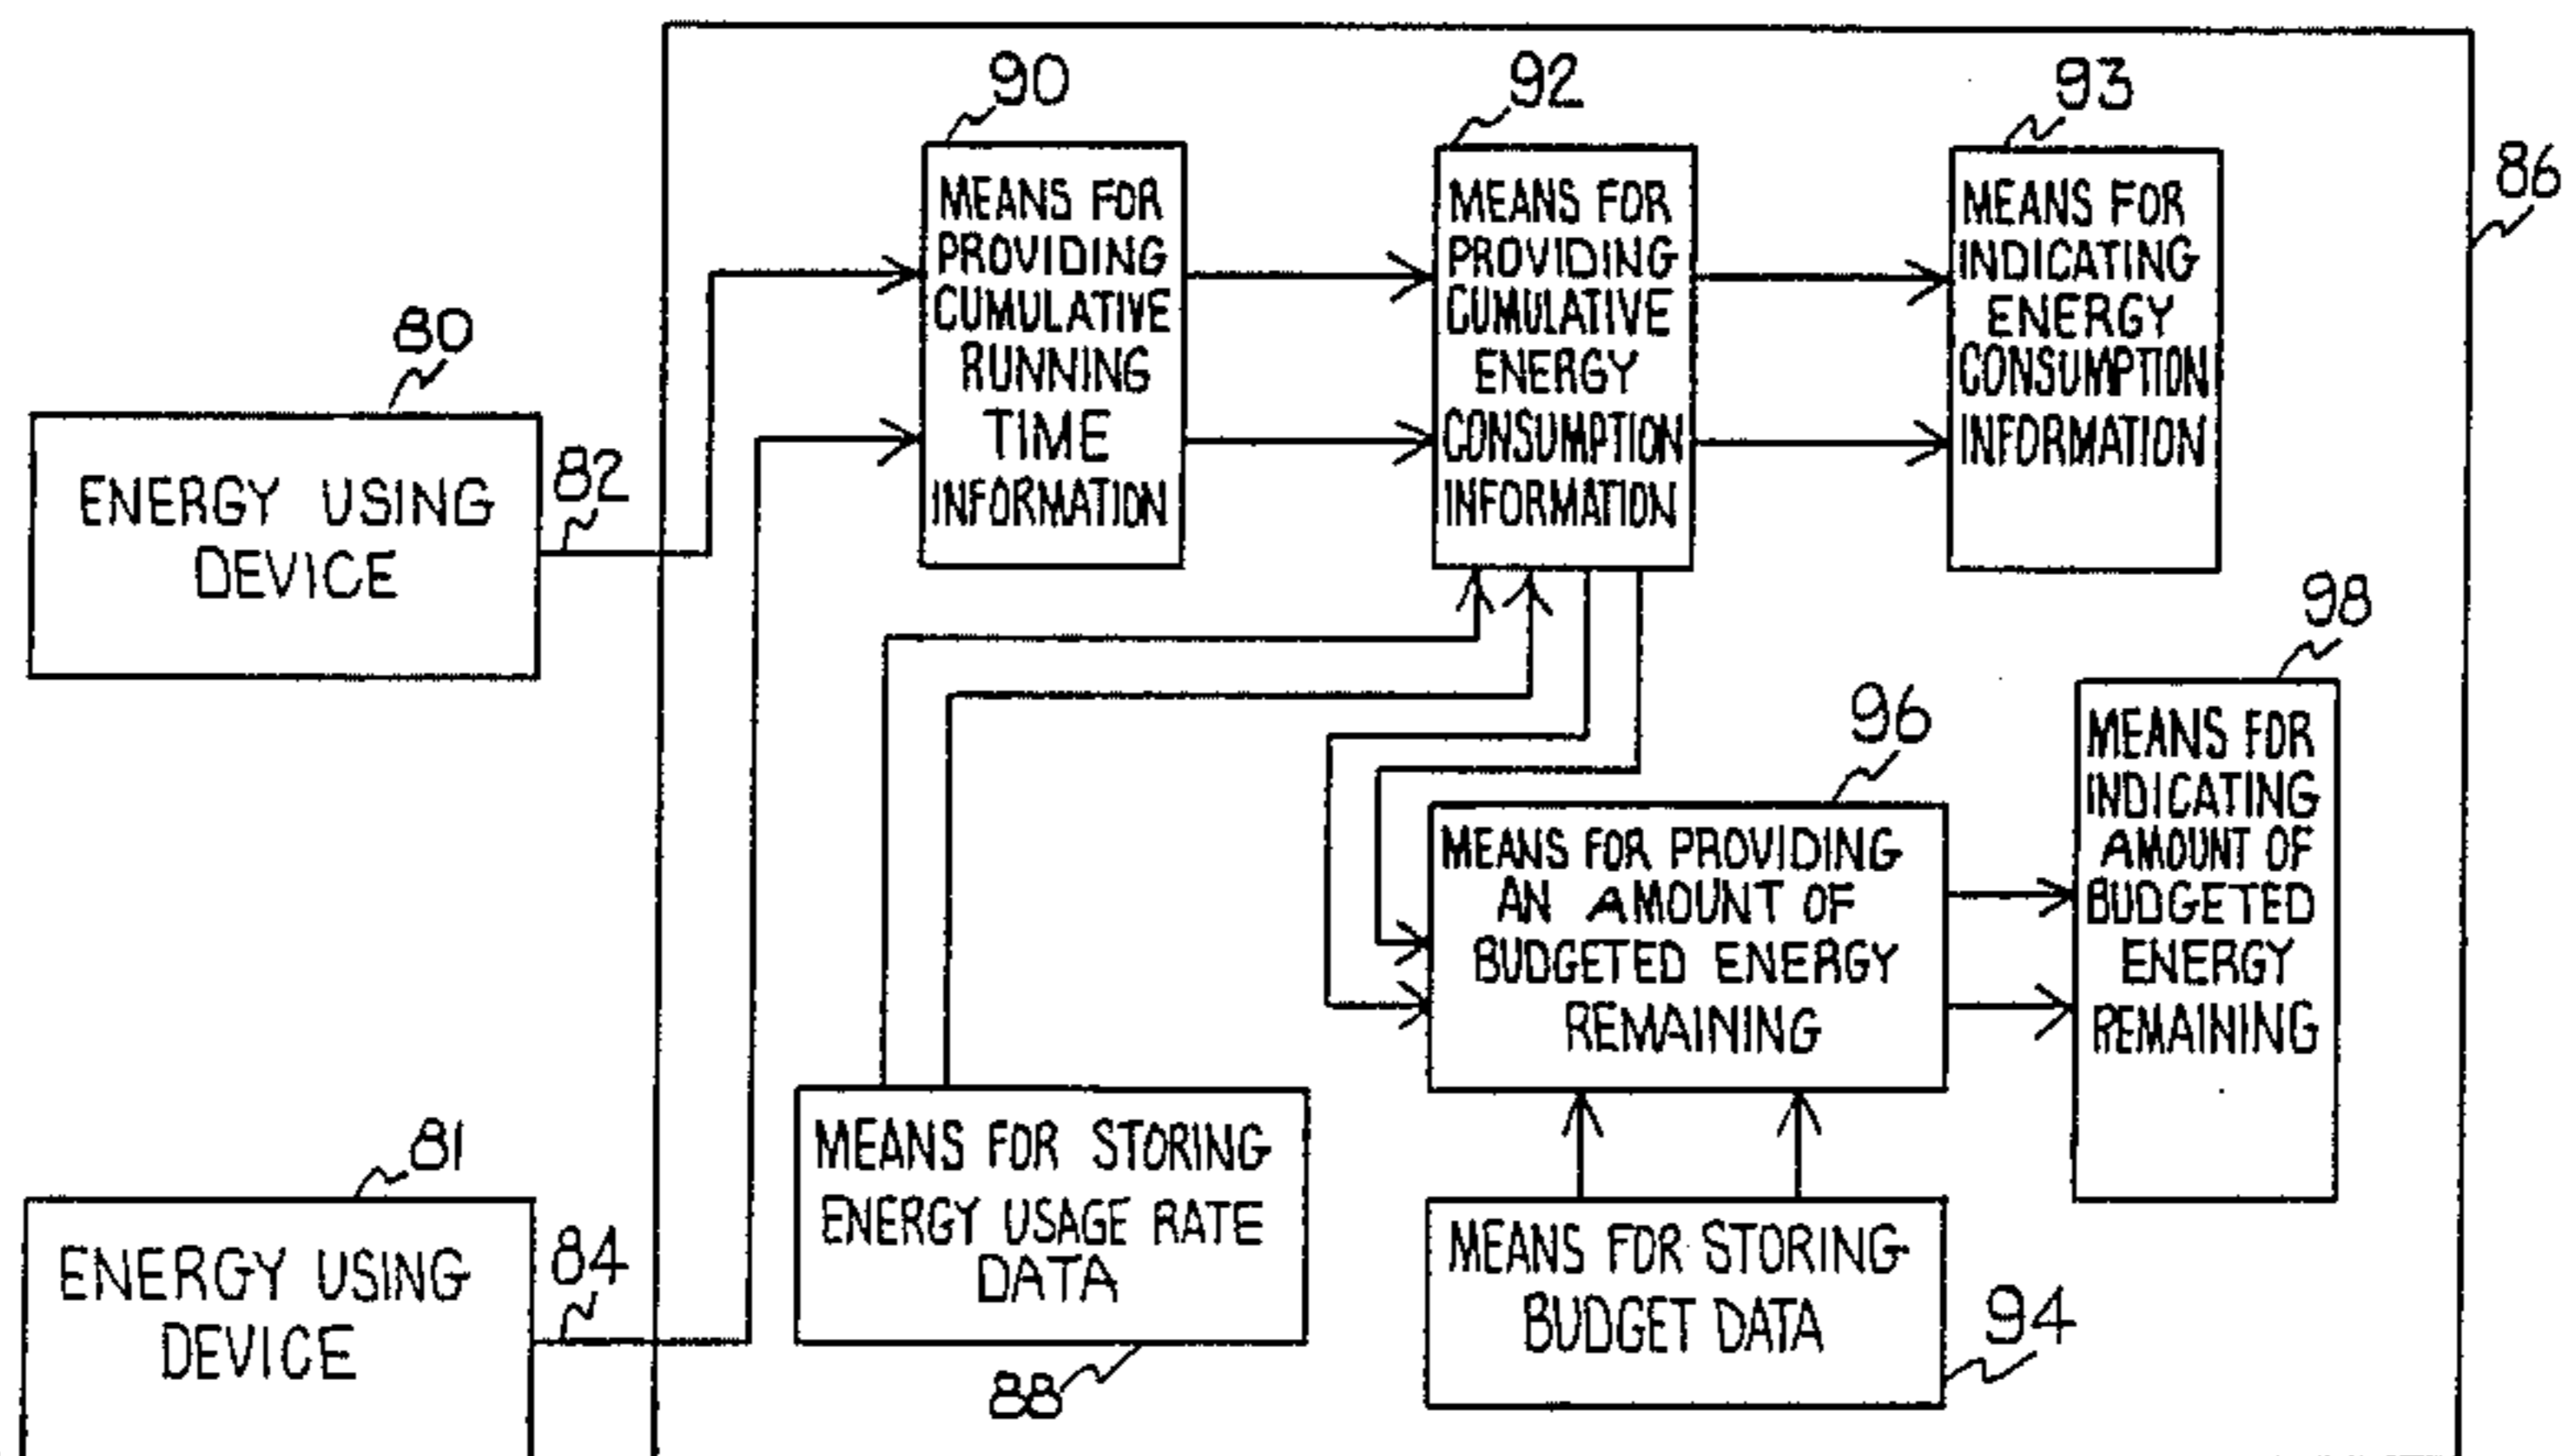 90
92
93
86
MEANS FOR
PROVIDING
CUMULATIVE
RUNNING
TIME
INFORMATION
MEANS FOR
PROVIDING
CUMULATIVE
ENERGY
CONSUMPTION
INFORMATION
MEANS FOR
INDICATING
ENERGY
CONSUMPTION
INFORMATION
80
ENERGY USING
DEVICE
82
98
MEANS FOR
INDICATING
AMOUNT OF
BUDGETED
ENERGY
REMAINING
96
MEANS FOR PROVIDING
AN AMOUNT OF
BUDGETED ENERGY
REMAINING
81
ENERGY USING
DEVICE
84
MEANS FOR STORING
ENERGY USAGE RATE
DATA
88
MEANS FOR STORING
BUDGET DATA
94